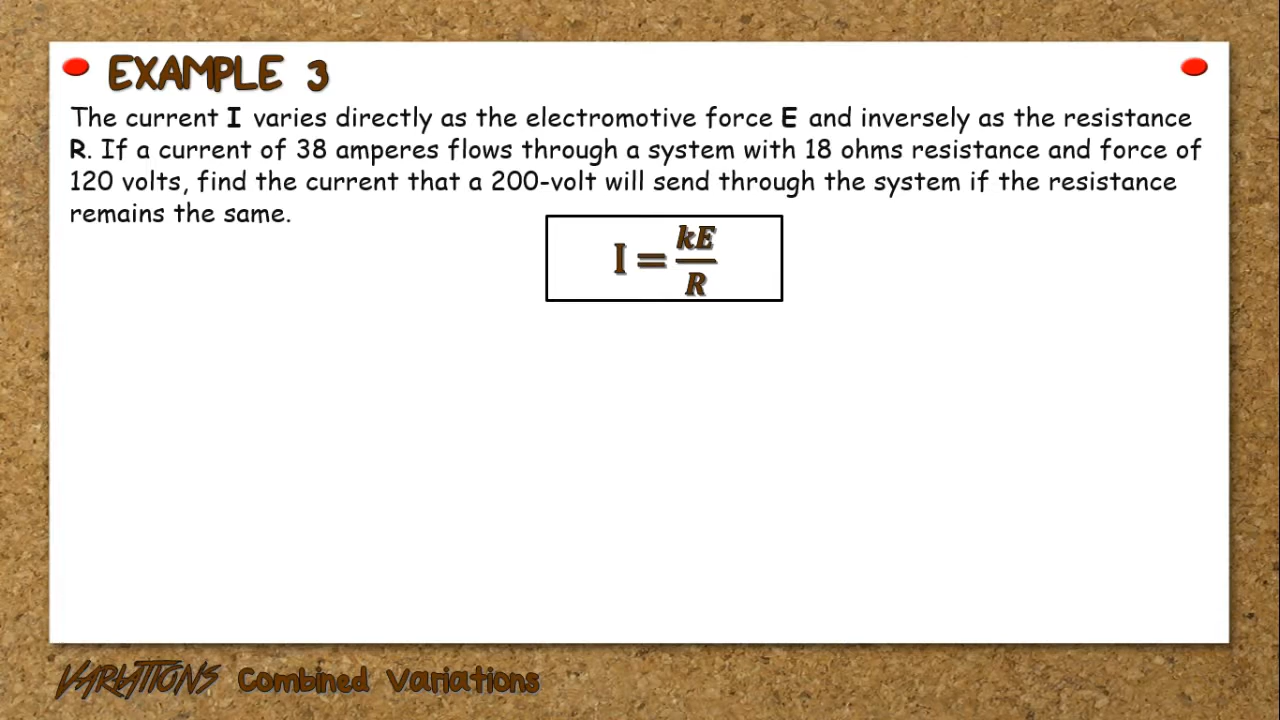 EXAMPLE 3
The current I varies directly as the electromotive force E and inversely as the resistance
R. If a current of 38 amperes flows through a system with 18 ohms resistance and force of
120 volts, find the current that a 200-volt will send through the system if the resistance
remains the same.
I = kE/R
VARIATIONS Combined Variations